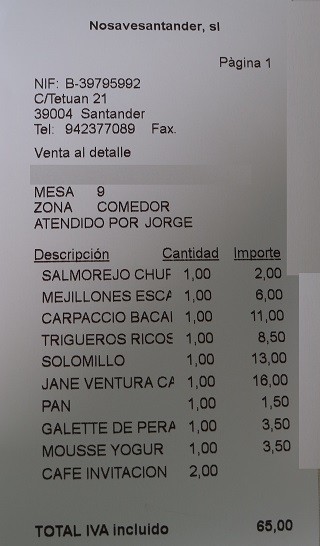 Nosavesantander, sl
Pàgina 1
NIF: B-39795992
C/Tetuan 21
39004 Santander
Tel: 942377089 Fax.
Venta al detalle
MESA 9
ZONA COMEDOR
ATENDIDO POR JORGE
Descripción Cantidad Importe
SALMOREJO CHUF 1,00 2,00
MEJILLONES ESCA 1,00 6,00
CARPACCIO BACAI 1,00 11,00
TRIGUEROS RICOS 1,00 8,50
SOLOMILLO 1,00 13,00
JANE VENTURA CA 1,00 16,00
PAN 1,00 1,50
GALETTE DE PERA 1,00 3,50
MOUSSE YOGUR 1,00 3,50
CAFE INVITACION 2,00
TOTAL IVA incluido 65,00